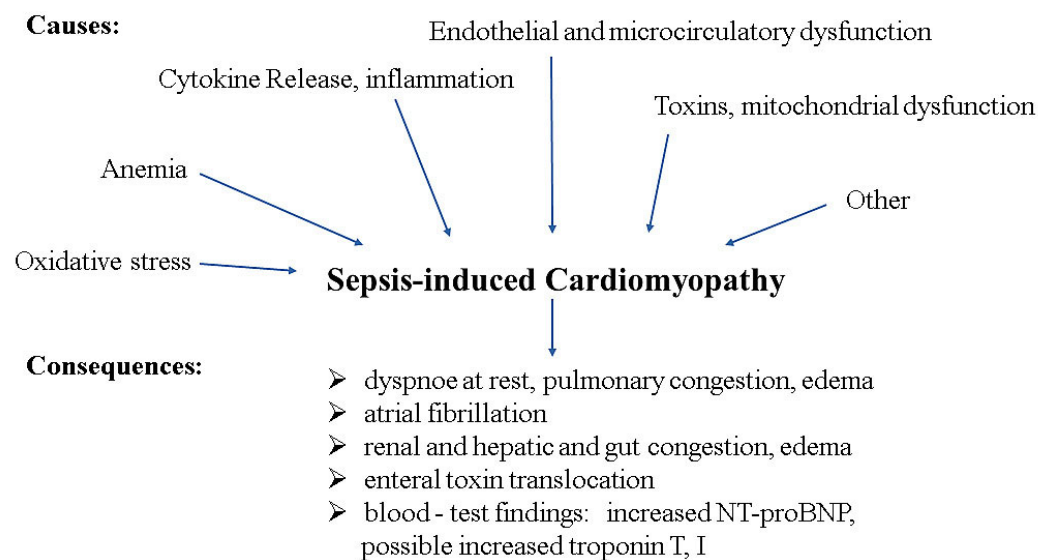 Causes:
Endothelial and microcirculatory dysfunction
Cytokine Release, inflammation
Toxins, mitochondrial dysfunction
Anemia
Other
Oxidative stress
Sepsis-induced Cardiomyopathy
Consequences:
➢ dyspnoe at rest, pulmonary congestion, edema
➢ atrial fibrillation
➢ renal and hepatic and gut congestion, edema
➢ enteral toxin translocation
➢ blood - test findings: increased NT-proBNP,
possible increased troponin T, I